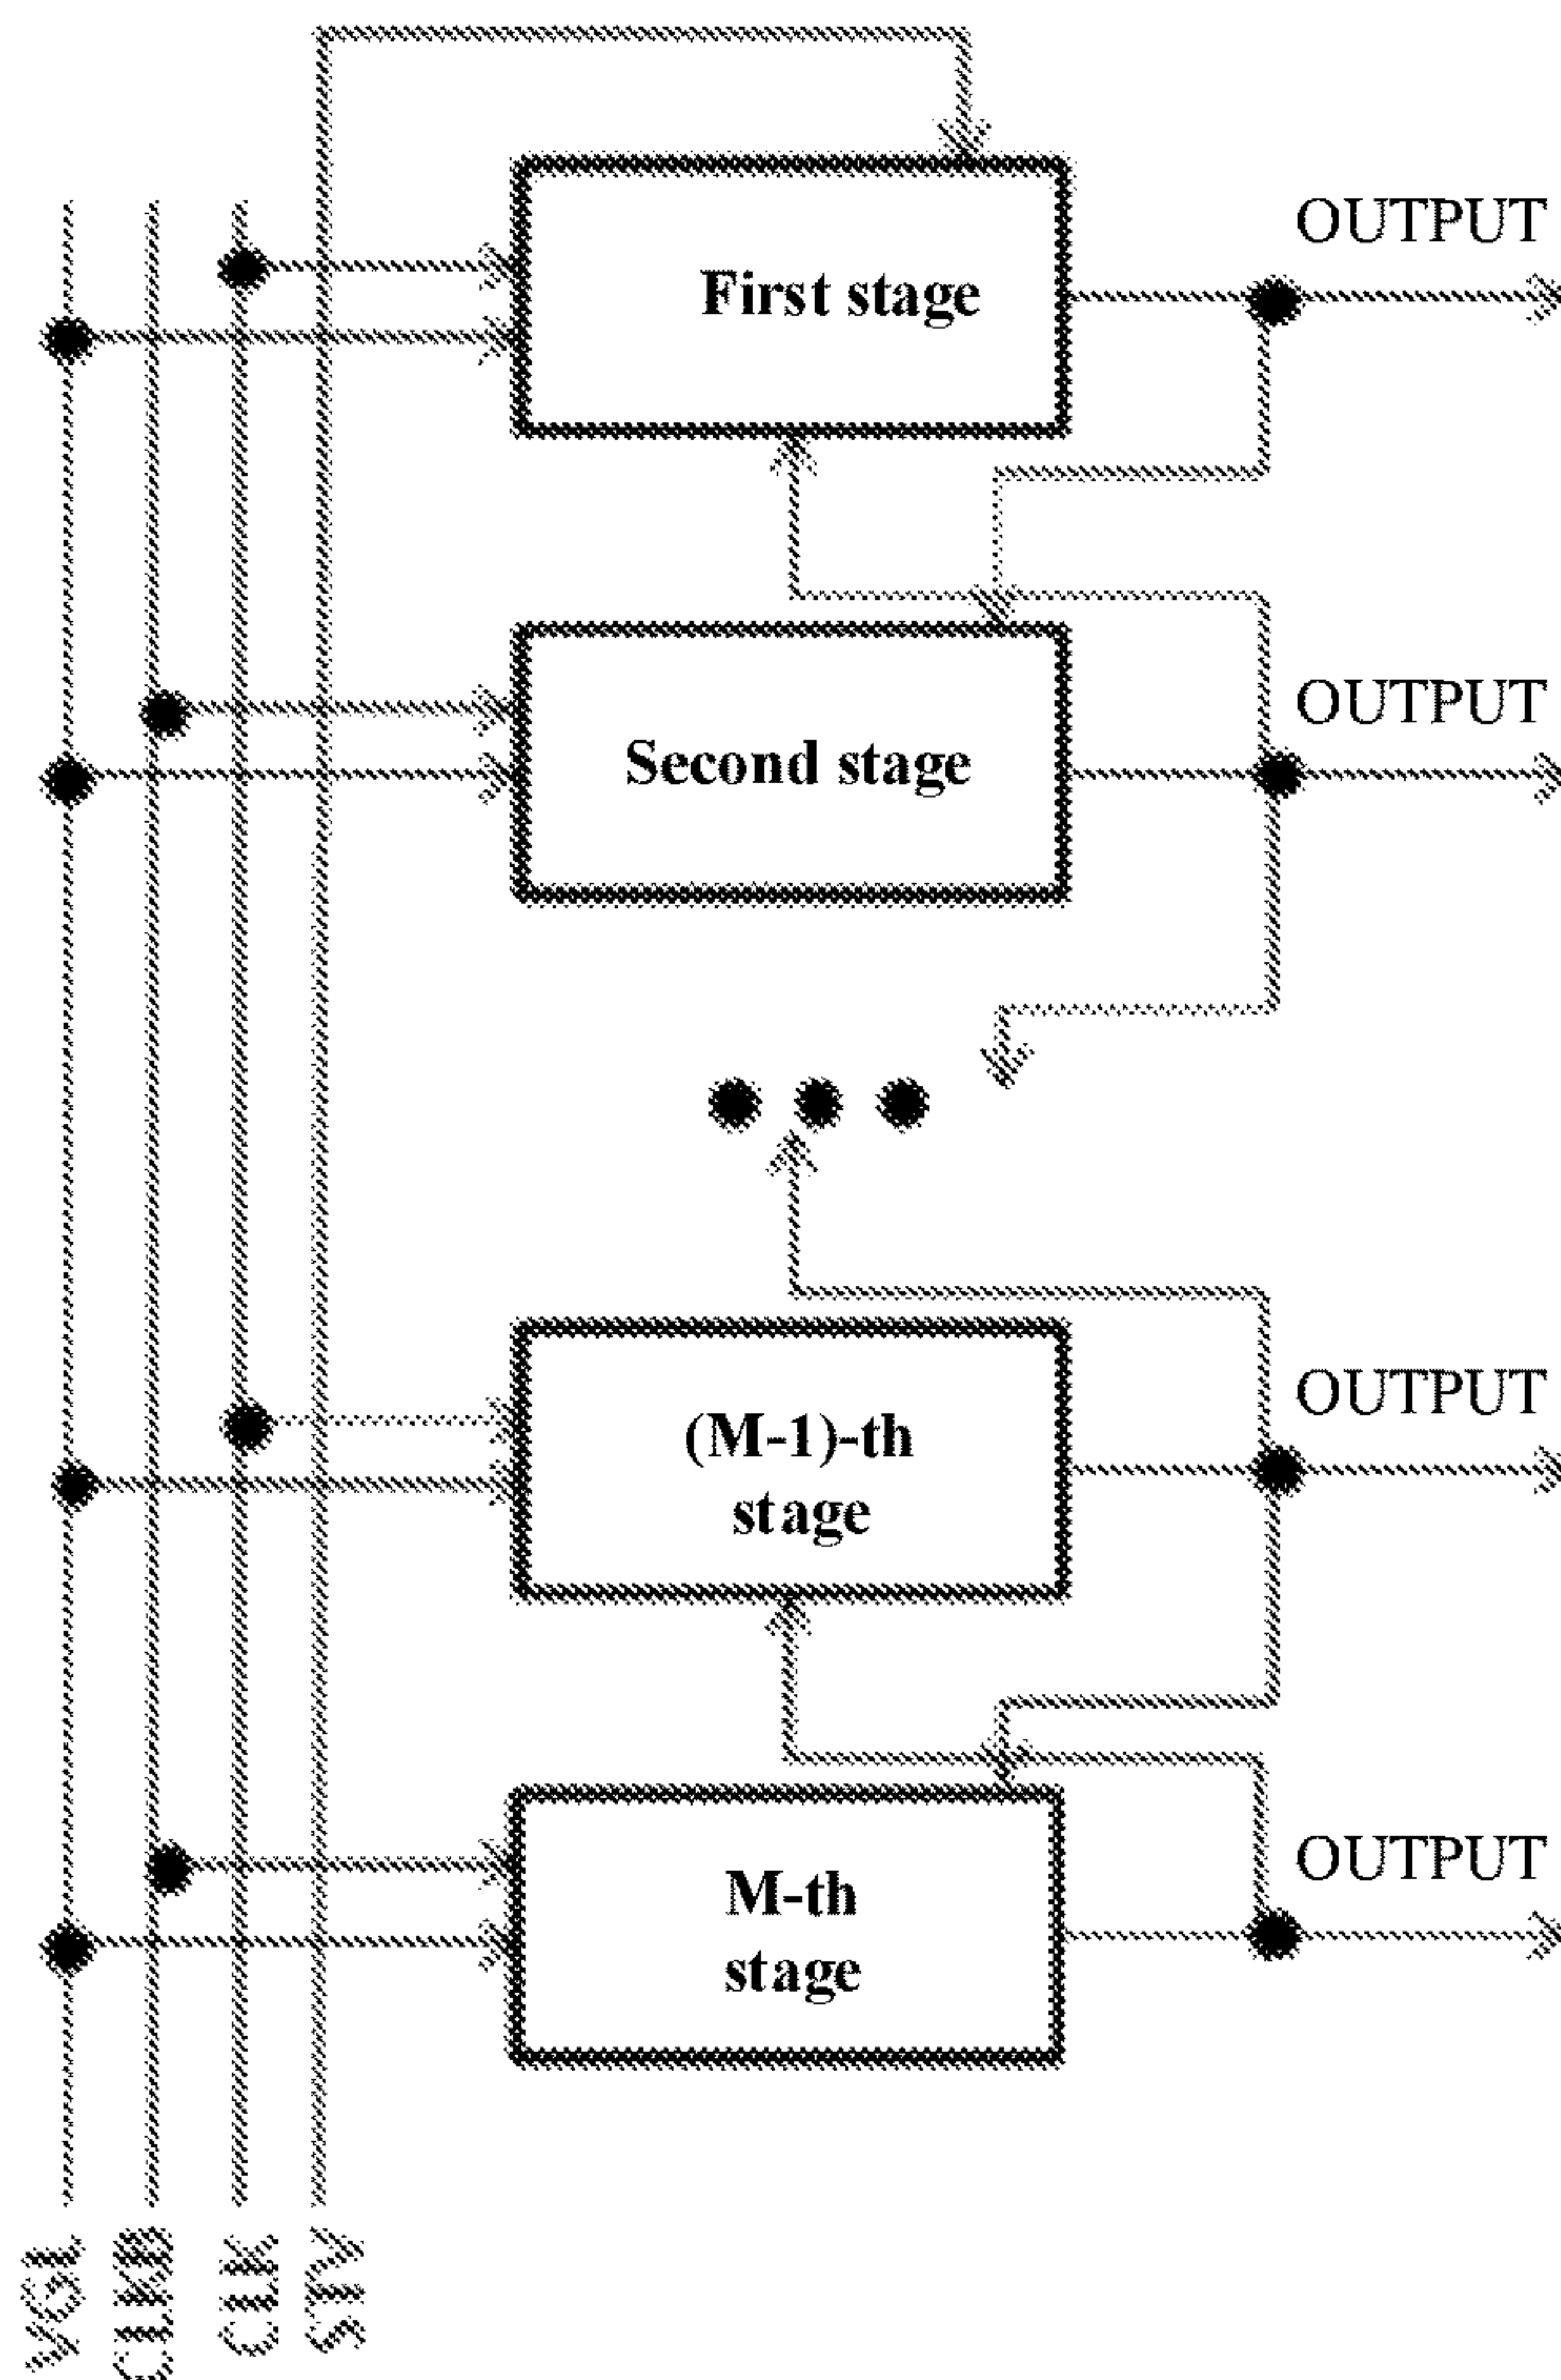 OUTPUT
First stage
OUTPUT
Second stage
OUTPUT
(M-1)-th
stage
OUTPUT
M-th
stage
VGL
CLKB
CLK
STV